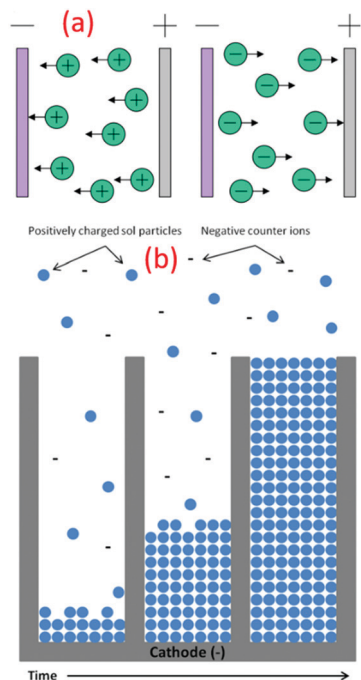 − (a) + − +
+ + + + + + +
− − − − − − −
Positively charged sol particles Negative counter ions
(b)
Cathode (-)
Time